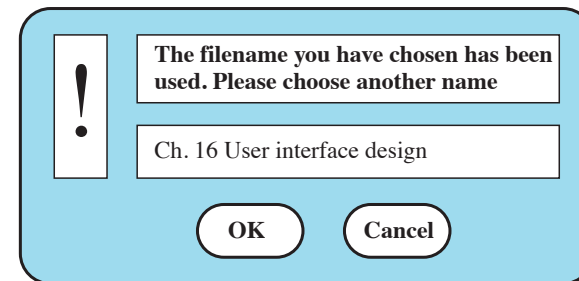 !
The filename you have chosen has been
used. Please choose another name
Ch. 16 User interface design
OK
Cancel